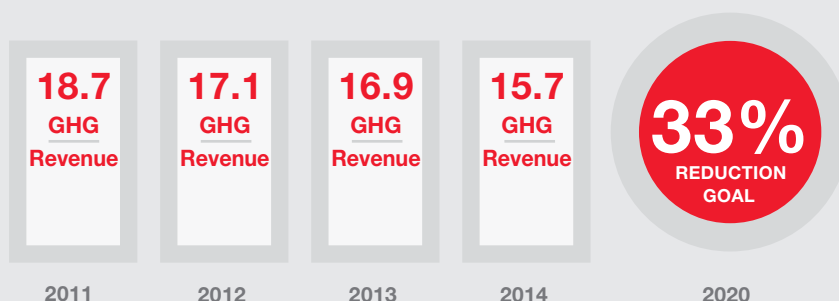 18.7
GHG
Revenue
2011
17.1
GHG
Revenue
2012
16.9
GHG
Revenue
2013
15.7
GHG
Revenue
2014
33%
REDUCTION
GOAL
2020